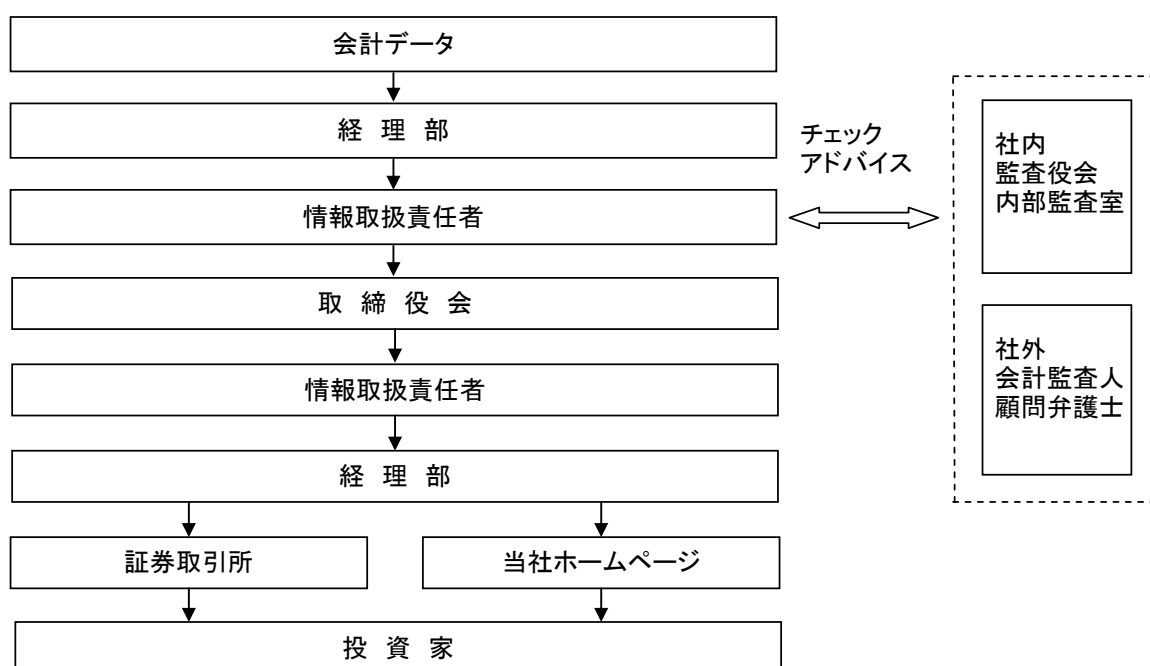 会計データ
経 理 部
情報取扱責任者
取 締 役 会
情報取扱責任者
経 理 部
証券取引所
当社ホームページ
投 資 家
チェック
アドバイス
社内
監査役会
内部監査室
社外
会計監査人
顧問弁護士